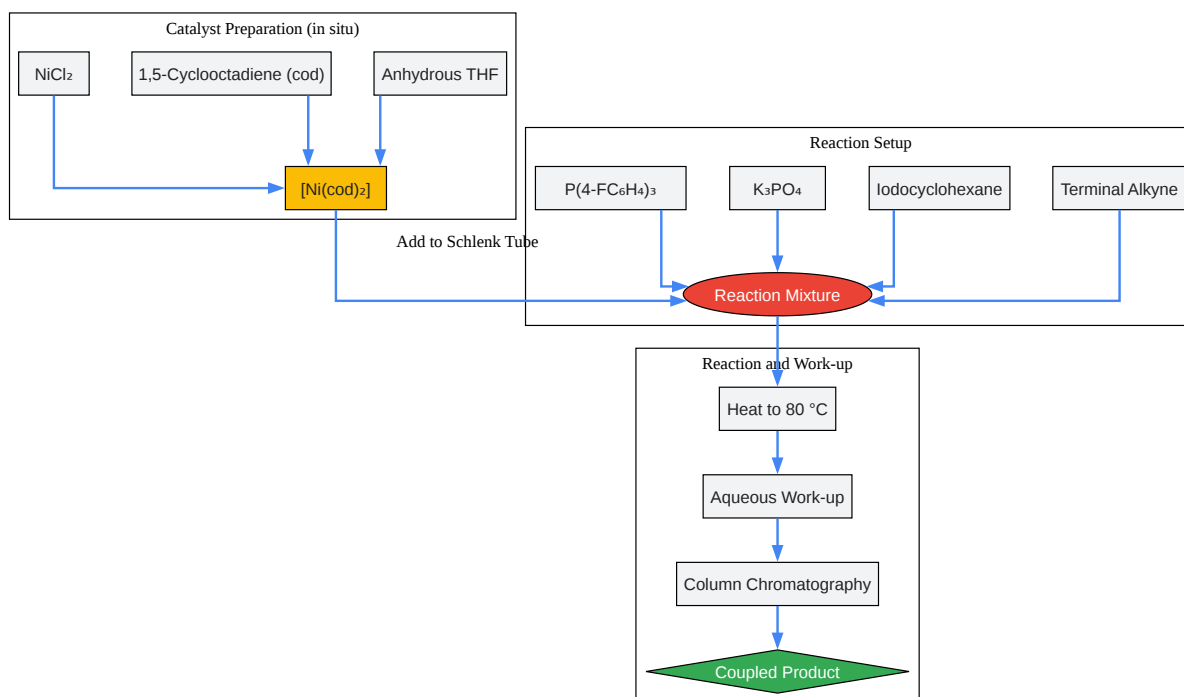 Catalyst Preparation (in situ)
NiCl₂
1,5-Cyclooctadiene (cod)
Anhydrous THF
[Ni(cod)₂]
Add to Schlenk Tube
Reaction Setup
P(4-FC₆H₄)₃
K₃PO₄
Iodocyclohexane
Terminal Alkyne
Reaction Mixture
Reaction and Work-up
Heat to 80 °C
Aqueous Work-up
Column Chromatography
Coupled Product